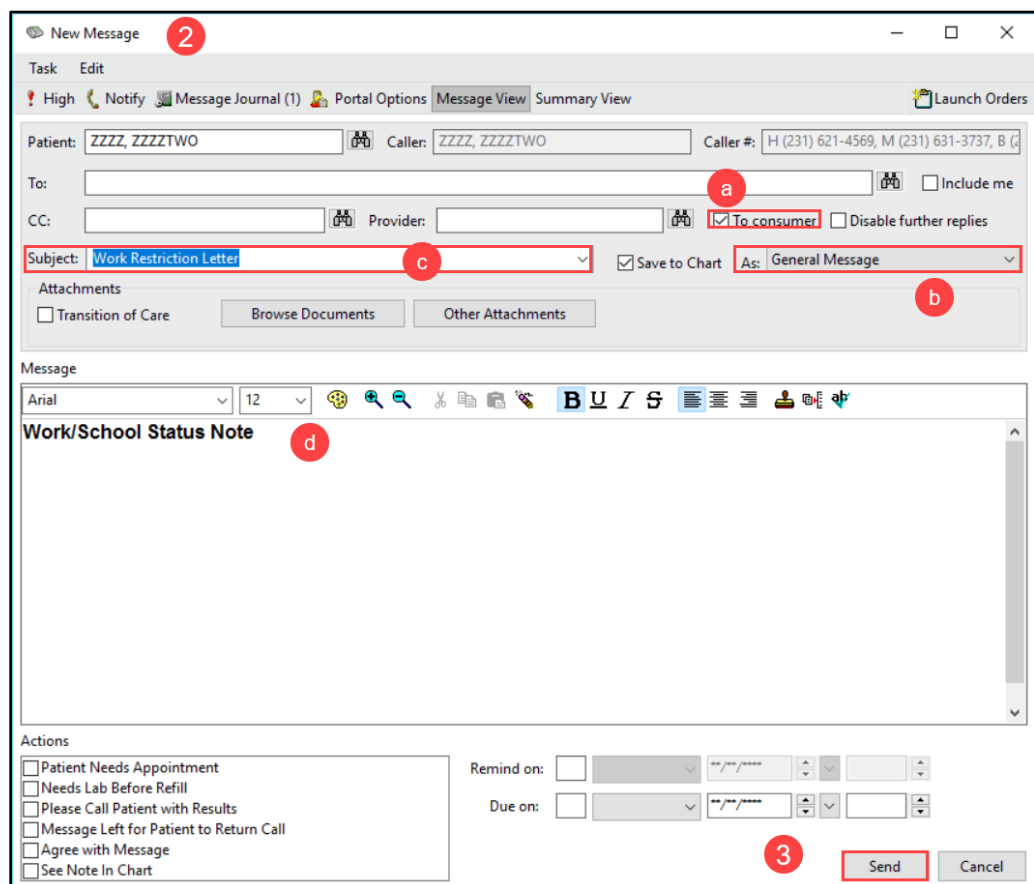 New Message 2
Task Edit
High Notify Message Journal (1) Portal Options Message View Summary View Launch Orders
Patient: ZZZZ, ZZZZTWO Caller: ZZZZ, ZZZZTWO Caller #: H (231) 621-4569, M (231) 631-3737, B (2
To: a Include me
CC: Provider: To consumer Disable further replies
Subject: Work Restriction Letter c Save to Chart As: General Message
b
Attachments
Transition of Care Browse Documents Other Attachments
Message
Arial 12 B U I S ab
Work/School Status Note d
Actions
Patient Needs Appointment
Needs Lab Before Refill
Please Call Patient with Results
Message Left for Patient to Return Call
Agree with Message
See Note In Chart
Remind on: **/**/****
Due on: **/**/****
3 Send Cancel